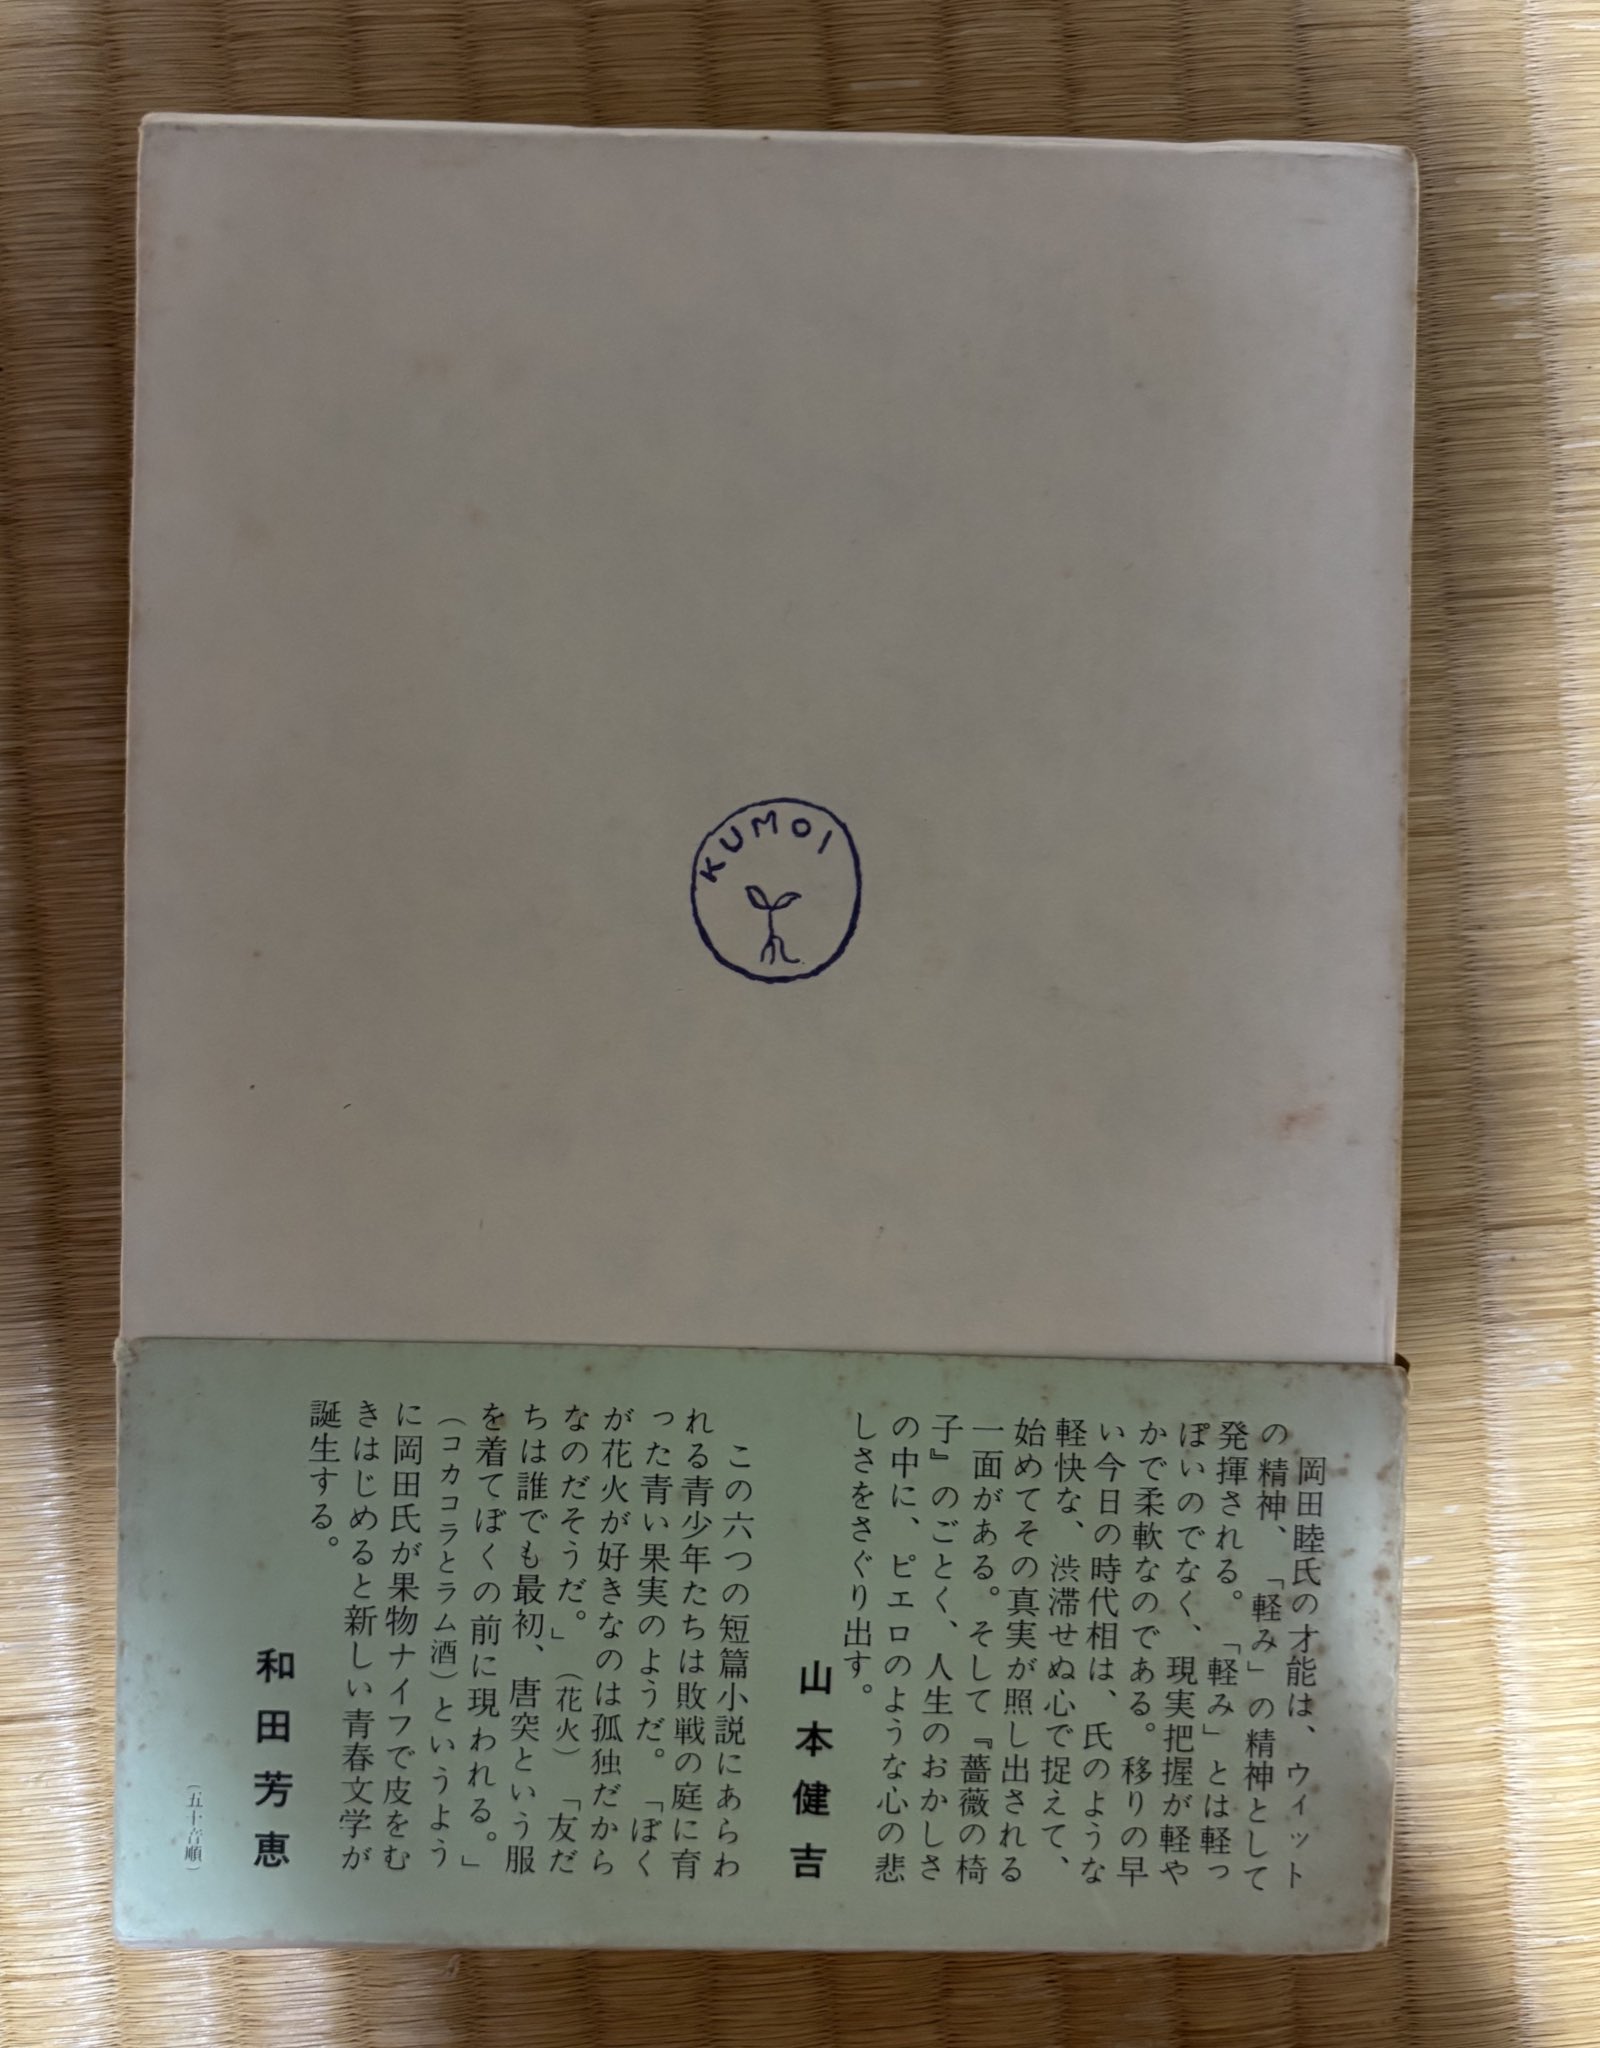 KUMOI
岡田睦氏の才能は、ウィット
の精神、「軽み」の精神として
発揮される。「軽み」とは軽っ
ぽいのでなく、現実把握が軽や
かで柔軟なのである。移りの早
い今日の時代相は、氏のような
軽快な、渋滞せぬ心で捉えて、
始めてその真実が照し出される
一面がある。そして『薔薇の椅
子』のごとく、人生のおかしさ
の中に、ピエロのような心の悲
しさをさぐり出す。
山本健吉
この六つの短篇小説にあらわ
れる青少年たちは敗戦の庭に育
った青い果実のようだ。「ぼく
が花火が好きなのは孤独だから
なのだそうだ。」（花火）「友だ
ちは誰でも最初、唐突という服
を着てぼくの前に現われる。」
（コカコラとラム酒）というよう
に岡田氏が果物ナイフで皮をむ
きはじめると新しい青春文学が
誕生する。
和田芳恵
（五十音順）